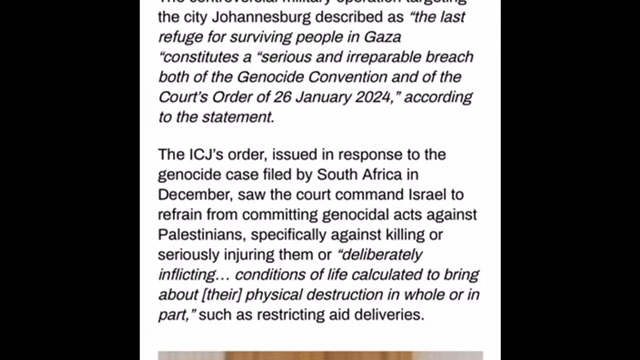 The controversial military operation targeting
the city Johannesburg described as “the last
refuge for surviving people in Gaza
“constitutes a “serious and irreparable breach
both of the Genocide Convention and of the
Court’s Order of 26 January 2024,” according
to the statement.
The ICJ’s order, issued in response to the
genocide case filed by South Africa in
December, saw the court command Israel to
refrain from committing genocidal acts against
Palestinians, specifically against killing or
seriously injuring them or “deliberately
inflicting… conditions of life calculated to bring
about [their] physical destruction in whole or in
part,” such as restricting aid deliveries.